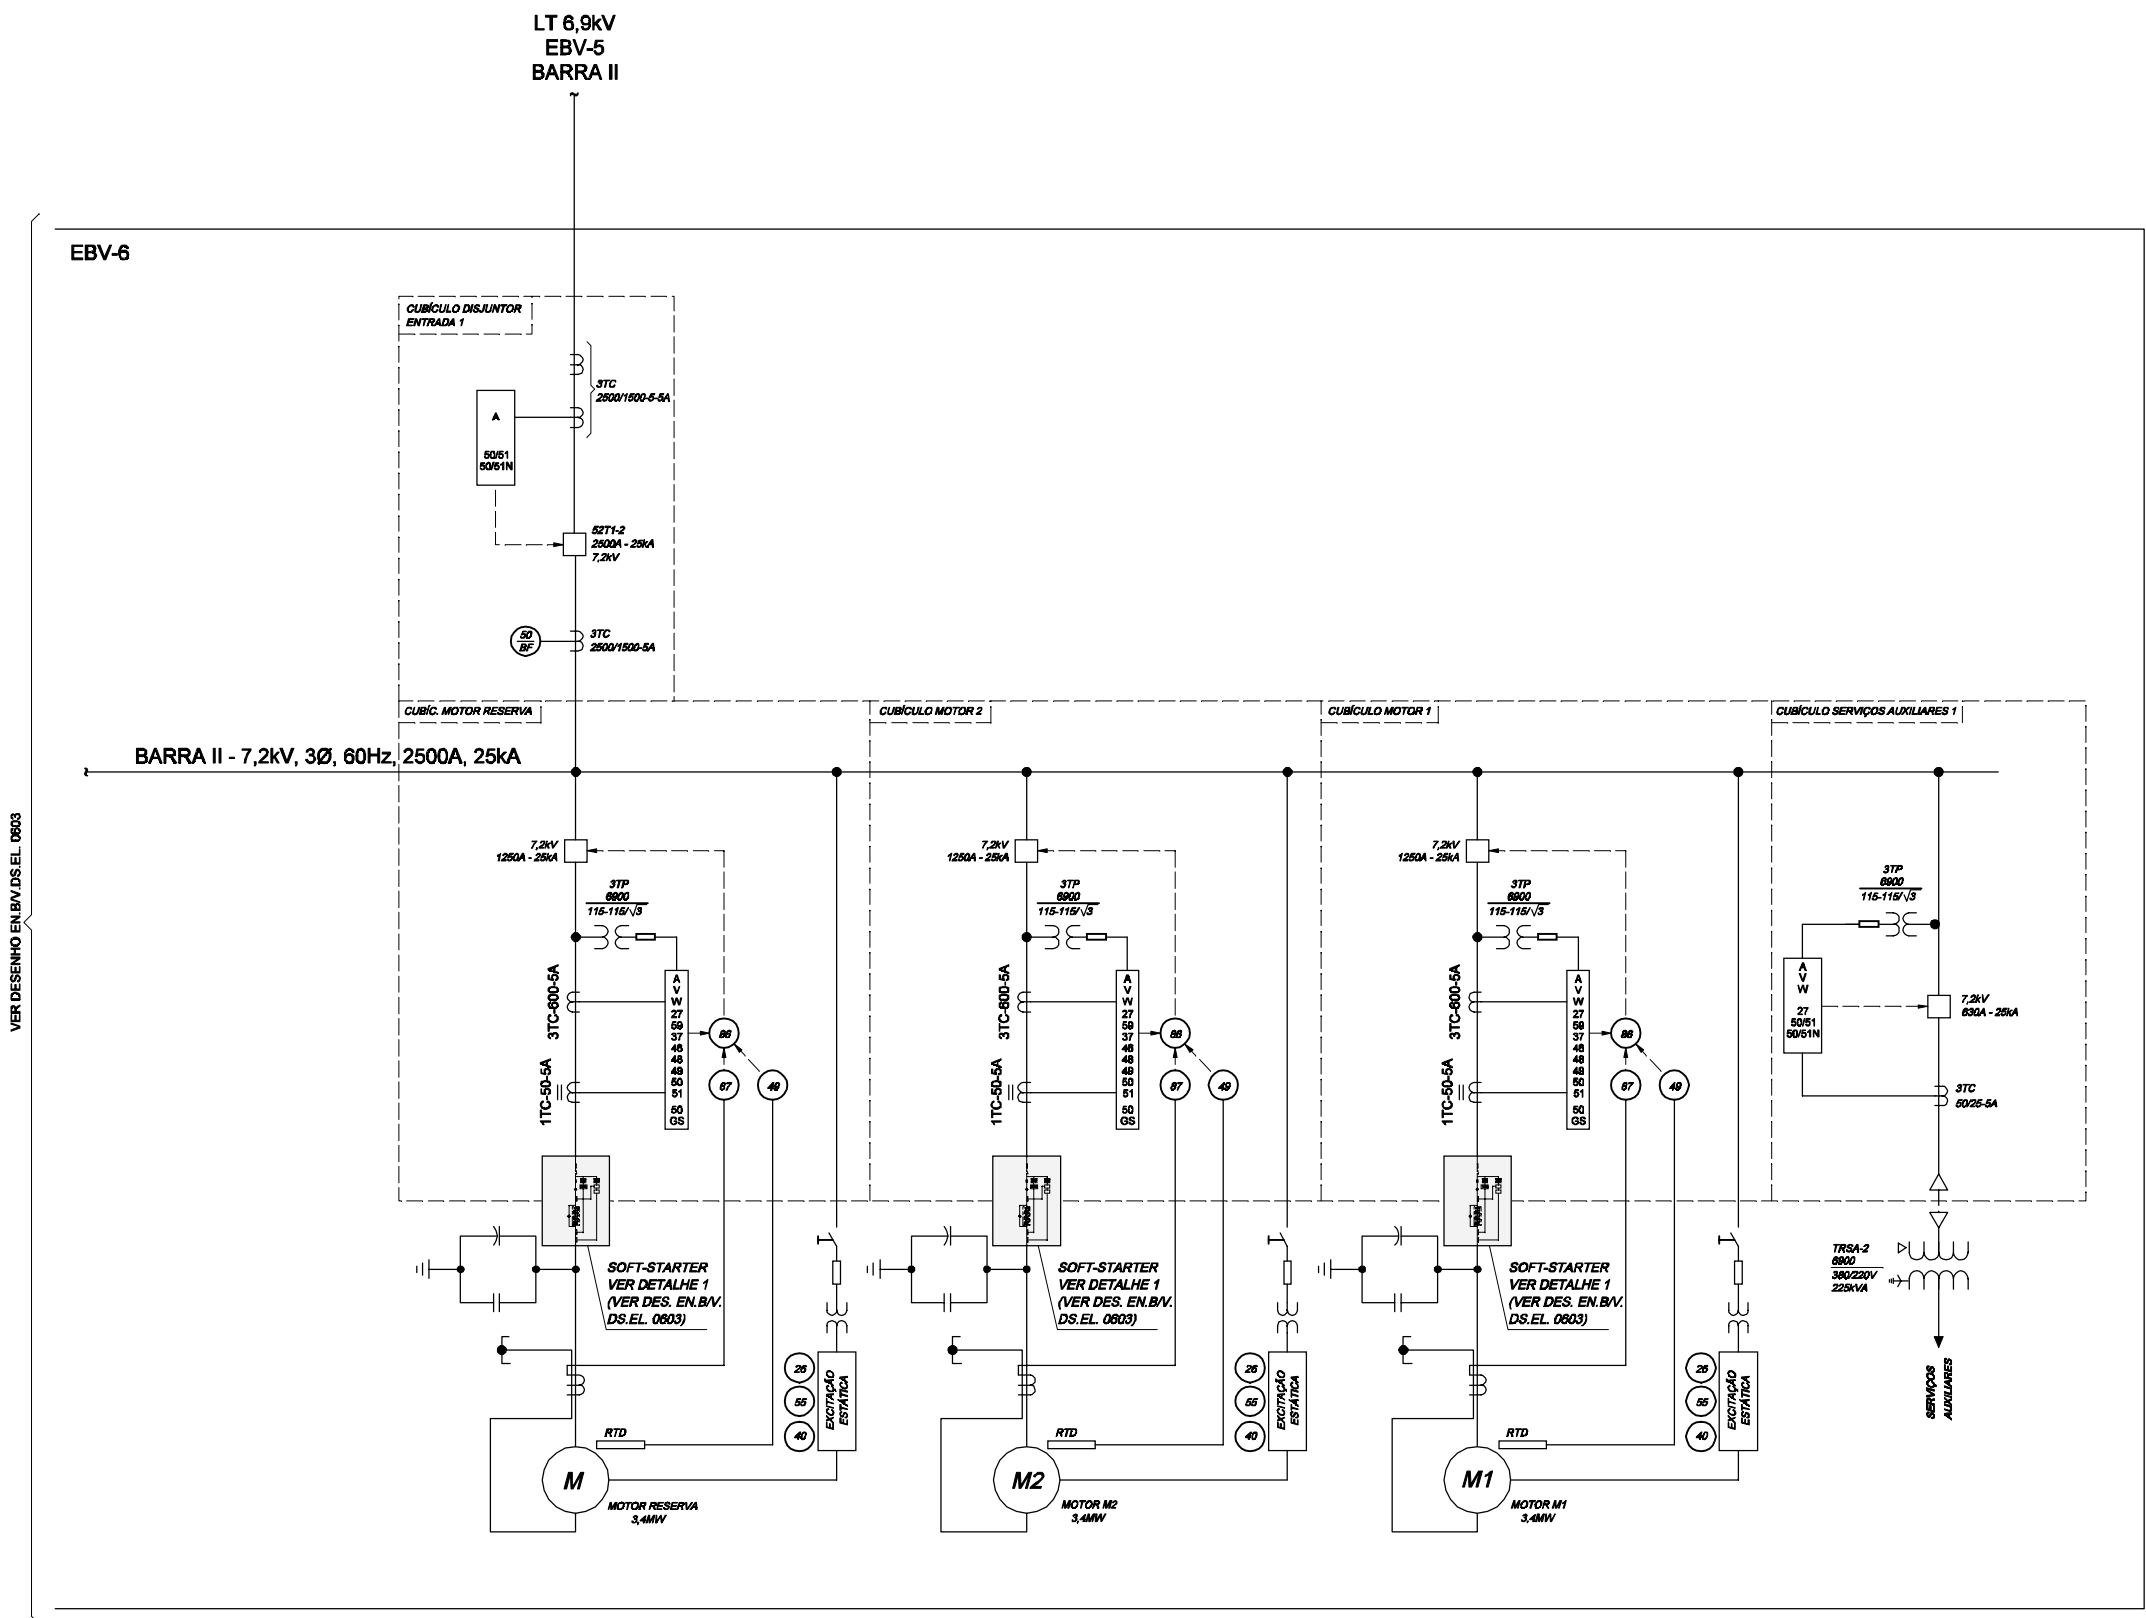 LT 6,9kV
EBV-5
BARRA II
EBV-6
CUBÍCULO DISJUNTOR
ENTRADA 1
3TC
2500/1500-5-5A
A
50/51
50/51N
52T1-2
2500A - 25kA
7,2kV
50
BF
3TC
2500/1500-5A
CUBÍC. MOTOR RESERVA
CUBÍCULO MOTOR 2
CUBÍCULO MOTOR 1
CUBÍCULO SERVIÇOS AUXILIARES 1
BARRA II - 7,2kV, 3Ø, 60Hz, 2500A, 25kA
VER DESENHO EN.B/V.DS.EL. 0603
7,2kV
1250A - 25kA
3TP
6900
115-115/√3
3TC-600-5A
1TC-50-5A
A
V
W
27
59
37
46
48
49
50
51
50
GS
86
87
49
SOFT-STARTER
VER DETALHE 1
(VER DES. EN.B/V.
DS.EL. 0603)
26
55
40
EXCITAÇÃO
ESTÁTICA
RTD
M
MOTOR RESERVA
3,4MW
7,2kV
1250A - 25kA
3TP
6900
115-115/√3
3TC-600-5A
1TC-50-5A
A
V
W
27
59
37
46
48
49
50
51
50
GS
86
87
49
SOFT-STARTER
VER DETALHE 1
(VER DES. EN.B/V.
DS.EL. 0603)
26
55
40
EXCITAÇÃO
ESTÁTICA
RTD
M2
MOTOR M2
3,4MW
7,2kV
1250A - 25kA
3TP
6900
115-115/√3
3TC-600-5A
1TC-50-5A
A
V
W
27
59
37
46
48
49
50
51
50
GS
86
87
49
SOFT-STARTER
VER DETALHE 1
(VER DES. EN.B/V.
DS.EL. 0603)
26
55
40
EXCITAÇÃO
ESTÁTICA
RTD
M1
MOTOR M1
3,4MW
3TP
6900
115-115/√3
A
V
W
27
50/51
50/51N
7,2kV
630A - 25kA
3TC
50/25-5A
TRSA-2
6900
380/220V
225kVA
SERVIÇOS
AUXILIARES